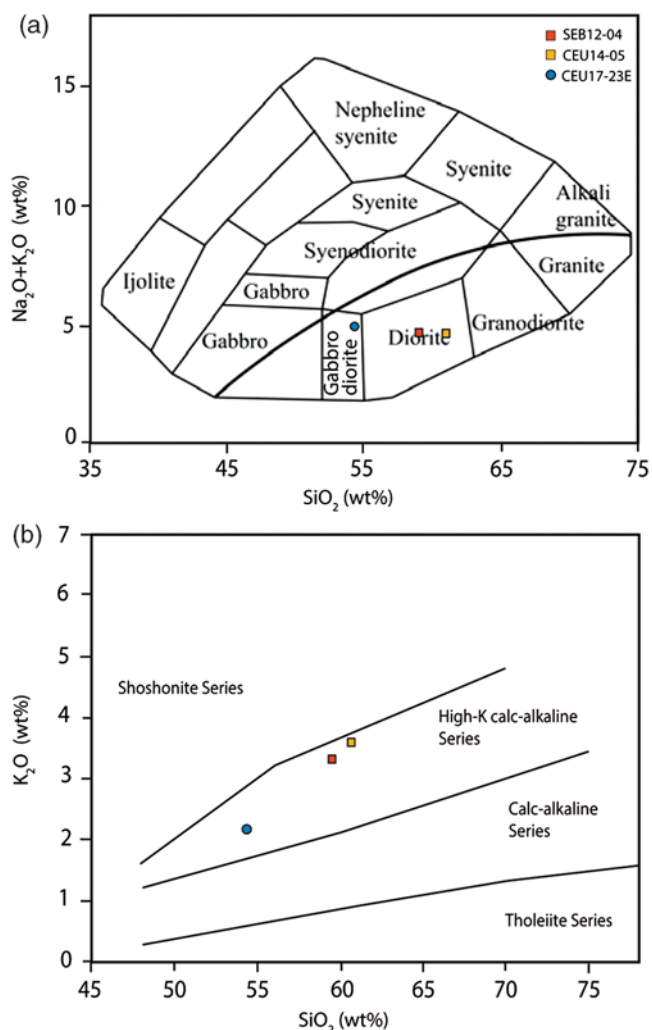 (a)
SEB12-04
CEU14-05
CEU17-23E
15
10
5
0
Na₂O+K₂O (wt%)
Nepheline
syenite
Syenite
Alkali
granite
Syenite
Syenodiorite
Granite
Ijolite
Gabbro
Gabbro
Gabbro
diorite
Diorite
Granodiorite
35 45 55 65 75
SiO₂ (wt%)
(b)
7
6
5
4
3
2
1
0
K₂O (wt%)
Shoshonite Series
High-K calc-alkaline
Series
Calc-alkaline
Series
Tholeiite Series
45 50 55 60 65 70 75
SiO₂ (wt%)